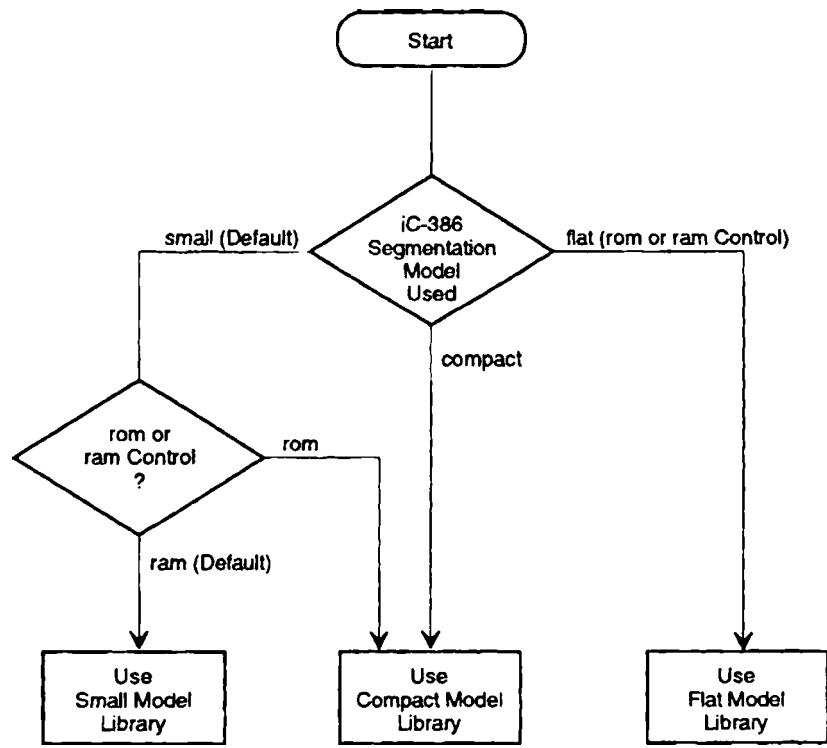 Start
iC-386
Segmentation
Model
Used
small (Default)
flat (rom or ram Control)
compact
rom or
ram Control
?
rom
ram (Default)
Use
Small Model
Library
Use
Compact Model
Library
Use
Flat Model
Library